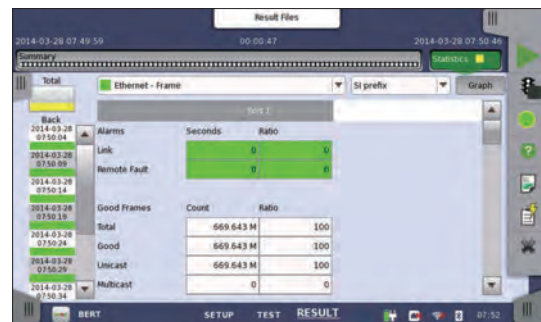 Result Files
2014-03-28 07:49:59 00:00:47 2014-03-28 07:50:46
Summary Statistics
Total Ethernet - Frame SI prefix Graph
Port 1
Back
2014-03-28 07:50:04
2014-03-28 07:50:09
2014-03-28 07:50:14
2014-03-28 07:50:19
2014-03-28 07:50:24
2014-03-28 07:50:29
2014-03-28 07:50:34
Alarms Seconds Ratio
Link 0 0
Remote Fault 0 0
Good Frames Count Ratio
Total 669.643 M 100
Good 669.643 M 100
Unicast 669.643 M 100
Multicast 0 0
BERT SETUP TEST RESULT 07:52